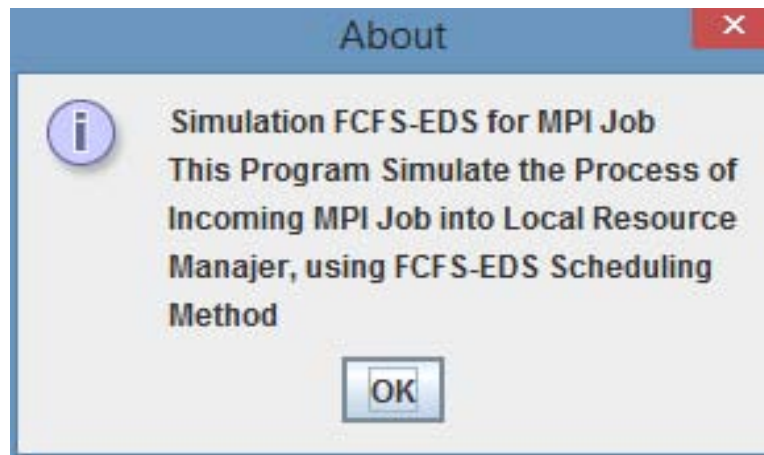 About
Simulation FCFS-EDS for MPI Job
This Program Simulate the Process of
Incoming MPI Job into Local Resource
Manajer, using FCFS-EDS Scheduling
Method
OK